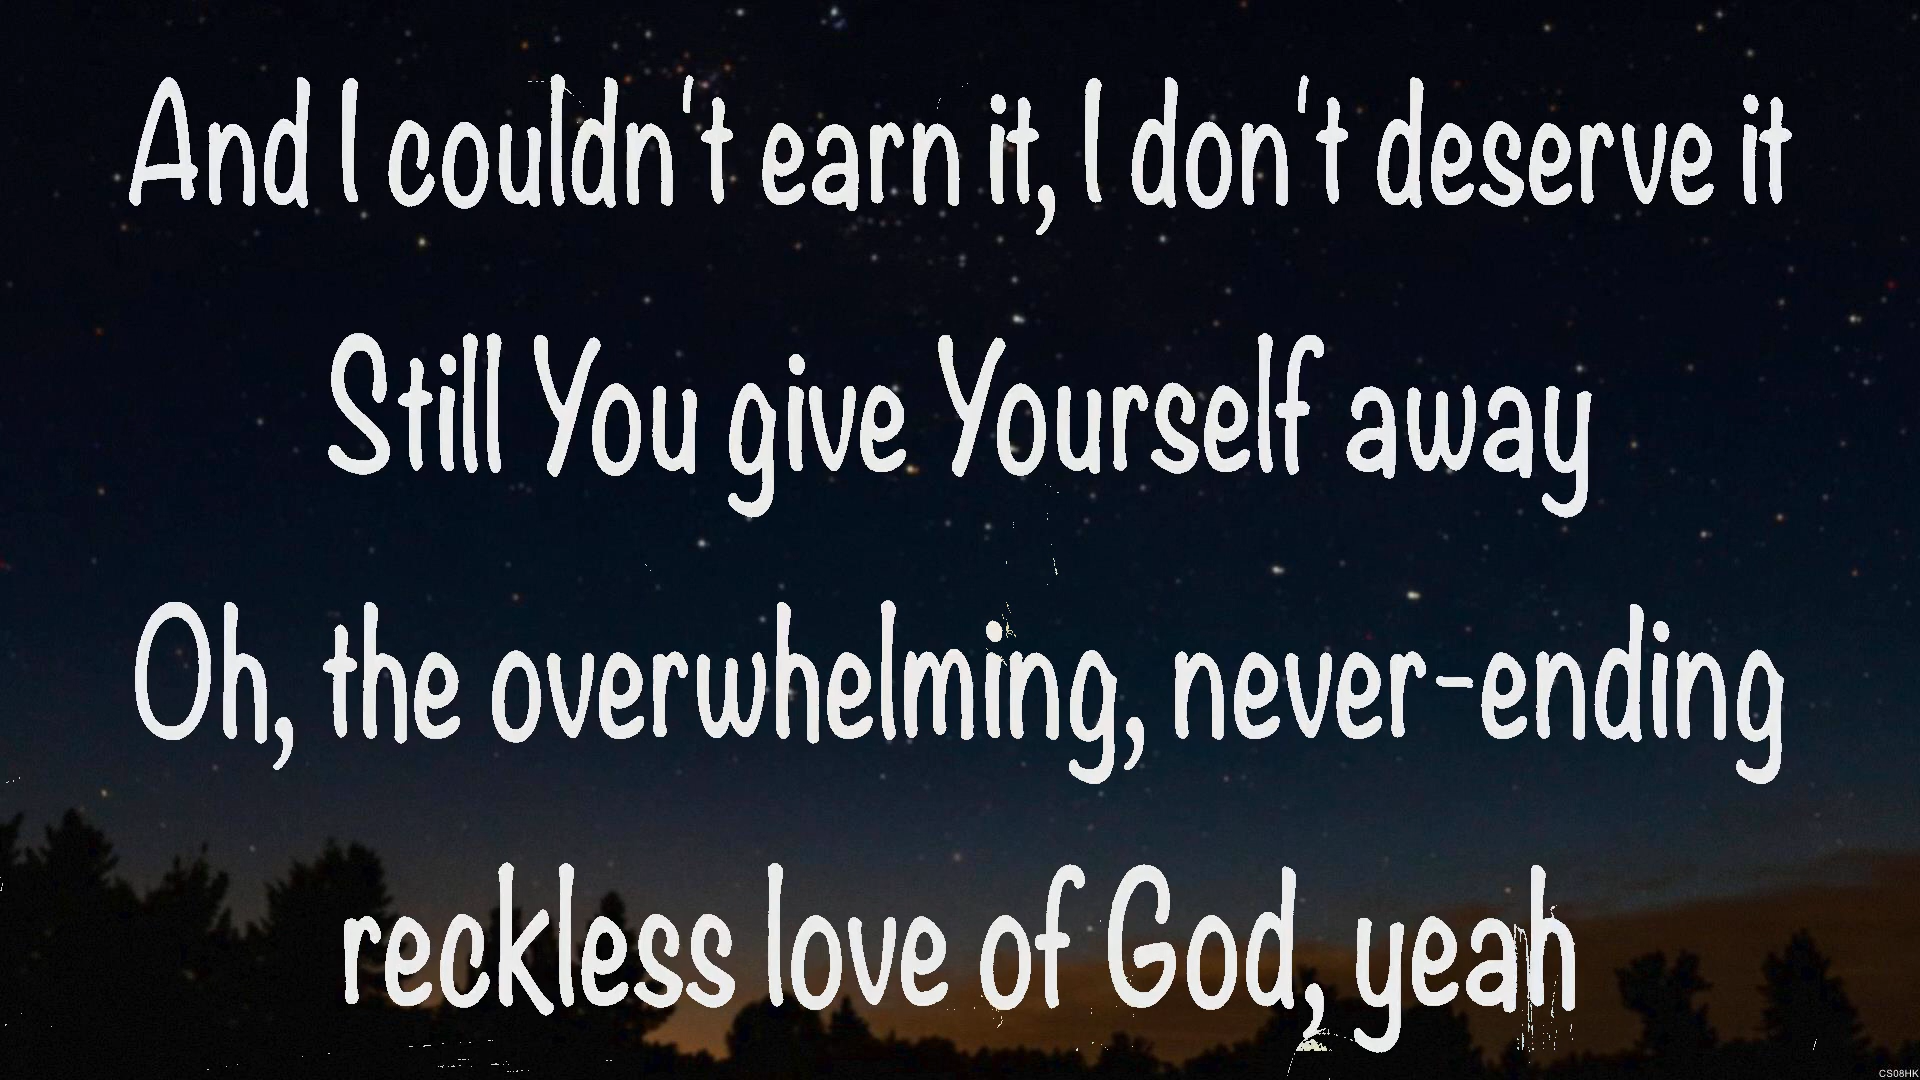 And I couldn't earn it, I don't deserve it
Still You give Yourself away
Oh, the overwhelming, never-ending
reckless love of God, yeah
CS08HK